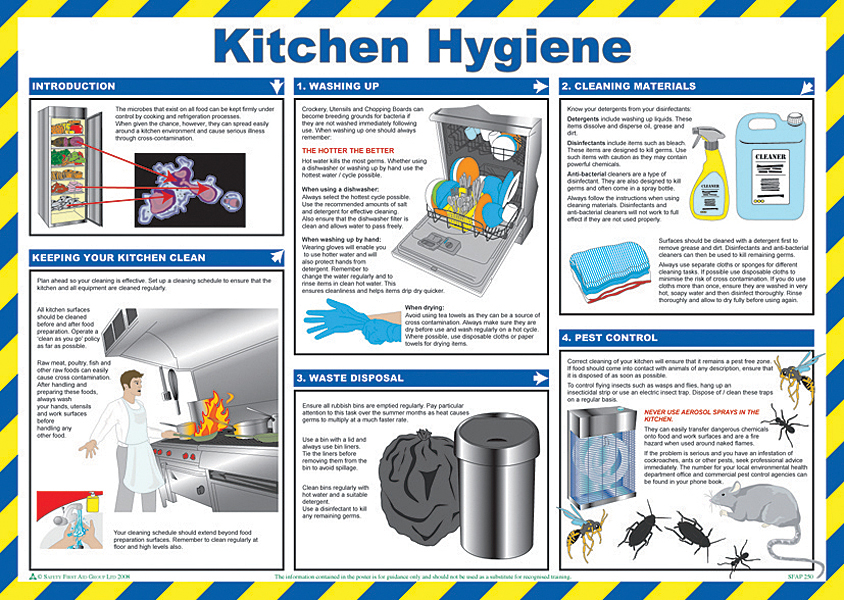 Kitchen Hygiene
INTRODUCTION
The microbes that exist on all food can be kept firmly under
control by cooking and refrigeration processes.
When given the chance, however, they can spread easily
around a kitchen environment and cause serious illness
through cross-contamination.
KEEPING YOUR KITCHEN CLEAN
Plan ahead so your cleaning is effective. Set up a cleaning schedule to ensure that the
kitchen and all equipment are cleaned regularly.
All kitchen surfaces
should be cleaned
before and after food
preparation. Operate a
'clean as you go' policy
as far as possible.
Raw meat, poultry, fish and
other raw foods can easily
cause cross contamination.
After handling and
preparing these foods,
always wash
your hands, utensils
and work surfaces
before
handling any
other food.
Your cleaning schedule should extend beyond food
preparation surfaces. Remember to clean regularly at
floor and high levels also.
1. WASHING UP
Crockery, Utensils and Chopping Boards can
become breeding grounds for bacteria if
they are not washed immediately following
use. When washing up one should always
remember:
THE HOTTER THE BETTER
Hot water kills the most germs. Whether using
a dishwasher or washing up by hand use the
hottest water / cycle possible.
When using a dishwasher:
Always select the hottest cycle possible.
Use the recommended amounts of salt
and detergent for effective cleaning.
Also ensure that the dishwasher filter is
clean and allows water to pass freely.
When washing up by hand:
Wearing gloves will enable you
to use hotter water and will
also protect hands from
detergent. Remember to
change the water regularly and to
rinse items in clean hot water. This
ensures cleanliness and helps items drip dry quicker.
When drying:
Avoid using tea towels as they can be a source of
cross contamination. Always make sure they are
dry before use and wash regularly on a hot cycle.
Where possible, use disposable cloths or paper
towels for drying items.
3. WASTE DISPOSAL
Ensure all rubbish bins are emptied regularly. Pay particular
attention to this task over the summer months as heat causes
germs to multiply at a much faster rate.
Use a bin with a lid and
always use bin liners.
Tie the liners before
removing them from the
bin to avoid spillage.
Clean bins regularly with
hot water and a suitable
detergent.
Use a disinfectant to kill
any remaining germs.
2. CLEANING MATERIALS
Know your detergents from your disinfectants:
Detergents include washing up liquids. These
items dissolve and disperse oil, grease and
dirt.
Disinfectants include items such as bleach.
These items are designed to kill germs. Use
such items with caution as they may contain
powerful chemicals.
Anti-bacterial cleaners are a type of
disinfectant. They are also designed to kill
germs and often come in a spray bottle.
Always follow the instructions when using
cleaning materials. Disinfectants and
anti-bacterial cleaners will not work to full
effect if they are not used properly.
CLEANER
CLEANER
Surfaces should be cleaned with a detergent first to
remove grease and dirt. Disinfectants and anti-bacterial
cleaners can then be used to kill remaining germs.
Always use separate cloths or sponges for different
cleaning tasks. If possible use disposable cloths to
minimise the risk of cross contamination. If you do use
cloths more than once, ensure they are washed in very
hot, soapy water and then disinfect thoroughly. Rinse
thoroughly and allow to dry fully before using again.
4. PEST CONTROL
Correct cleaning of your kitchen will ensure that it remains a pest free zone.
If food should come into contact with animals of any description, ensure that
it is disposed of as soon as possible.
To control flying insects such as wasps and flies, hang up an
insecticidal strip or use an electric insect trap. Dispose of / clean these traps
on a regular basis.
NEVER USE AEROSOL SPRAYS IN THE
KITCHEN.
They can easily transfer dangerous chemicals
onto food and work surfaces and are a fire
hazard when used around naked flames.
If the problem is serious and you have an infestation of
cockroaches, ants or other pests, seek professional advice
immediately. The number for your local environmental health
department office and commercial pest control agencies can
be found in your phone book.
© SAFETY FIRST AID GROUP LTD 2008
The information contained in the poster is for guidance only and should not be used as a substitute for recognised training.
SFAP 250